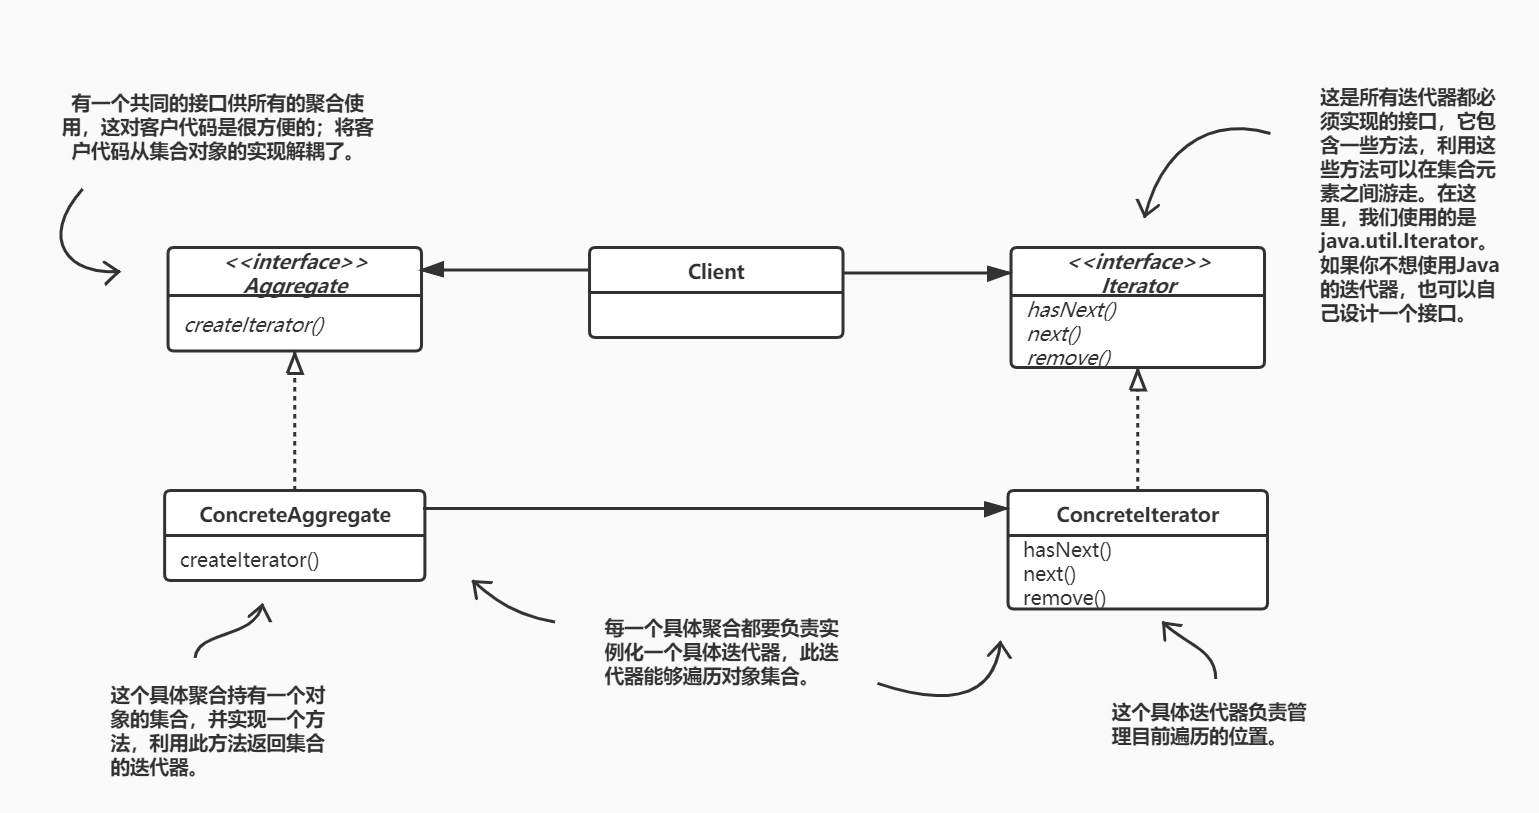 有一个共同的接口供所有的聚合使
用，这对客户代码是很方便的；将客
户代码从集合对象的实现解耦了。
这是所有迭代器都必
须实现的接口，它包
含一些方法，利用这
些方法可以在集合元
素之间游走。在这
里，我们使用的是
java.util.Iterator。
如果你不想使用Java
的迭代器，也可以自
己设计一个接口。
<<interface>>
Aggregate
createIterator()
Client
<<interface>>
Iterator
hasNext()
next()
remove()
ConcreteAggregate
createIterator()
ConcreteIterator
hasNext()
next()
remove()
每一个具体聚合都要负责实
例化一个具体迭代器，此迭
代器能够遍历对象集合。
这个具体聚合持有一个对
象的集合，并实现一个方
法，利用此方法返回集合
的迭代器。
这个具体迭代器负责管
理目前遍历的位置。